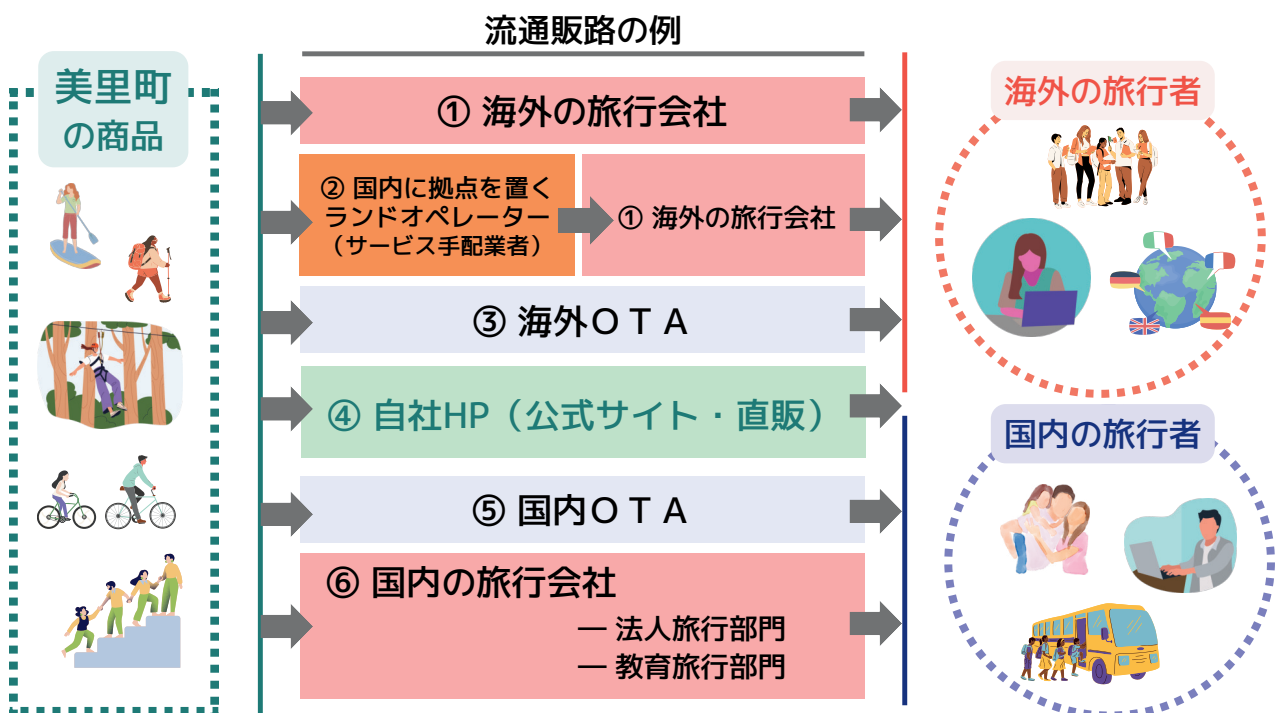 流通販路の例
美里町
の商品
① 海外の旅行会社
② 国内に拠点を置く
ランドオペレーター
（サービス手配業者）
① 海外の旅行会社
③ 海外ＯＴＡ
④ 自社HP（公式サイト・直販）
⑤ 国内ＯＴＡ
⑥ 国内の旅行会社
― 法人旅行部門
― 教育旅行部門
海外の旅行者
国内の旅行者